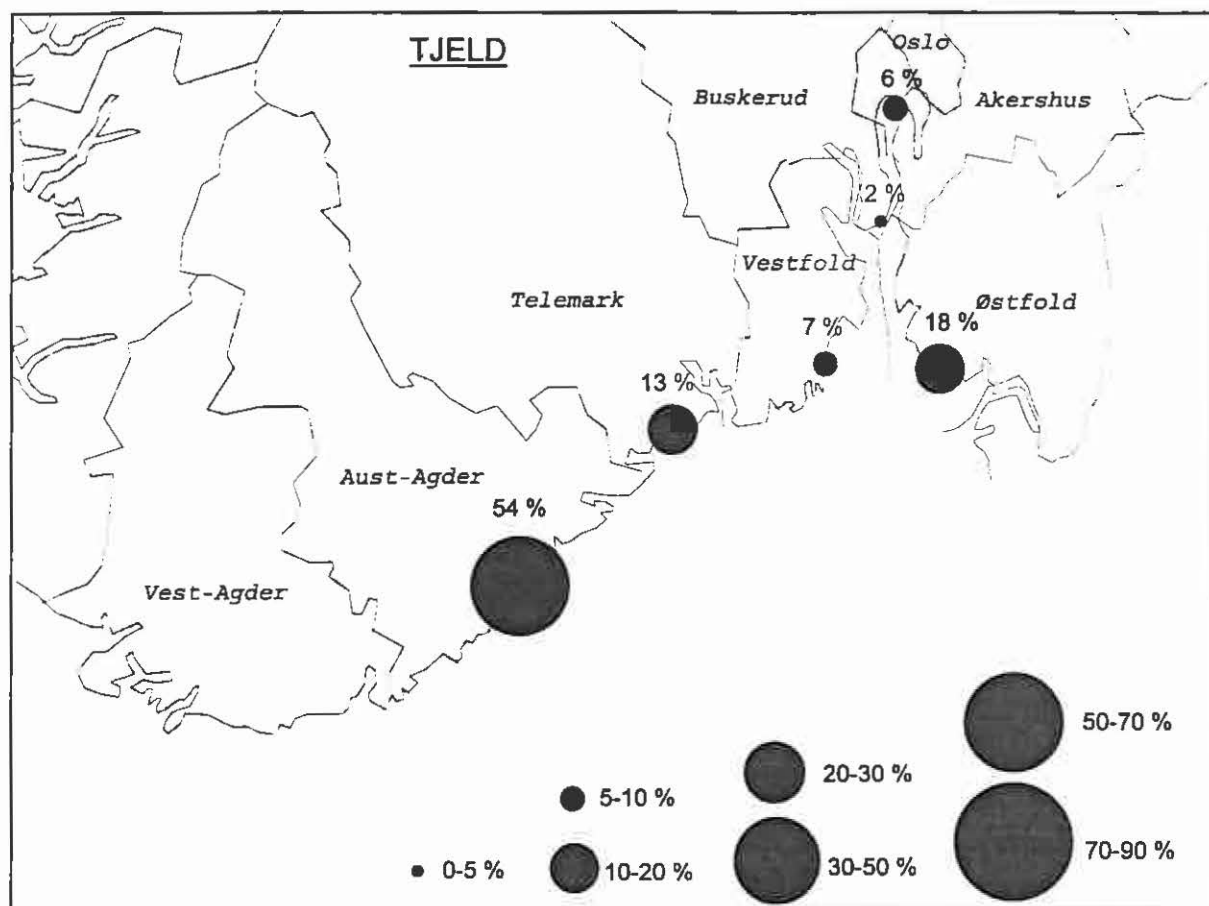 TJELD
Oslo
6 %
Buskerud
Akershus
2 %
Vestfold
Telemark
Østfold
7 %
18 %
13 %
Aust-Agder
54 %
Vest-Agder
50-70 %
20-30 %
5-10 %
70-90 %
30-50 %
10-20 %
0-5 %